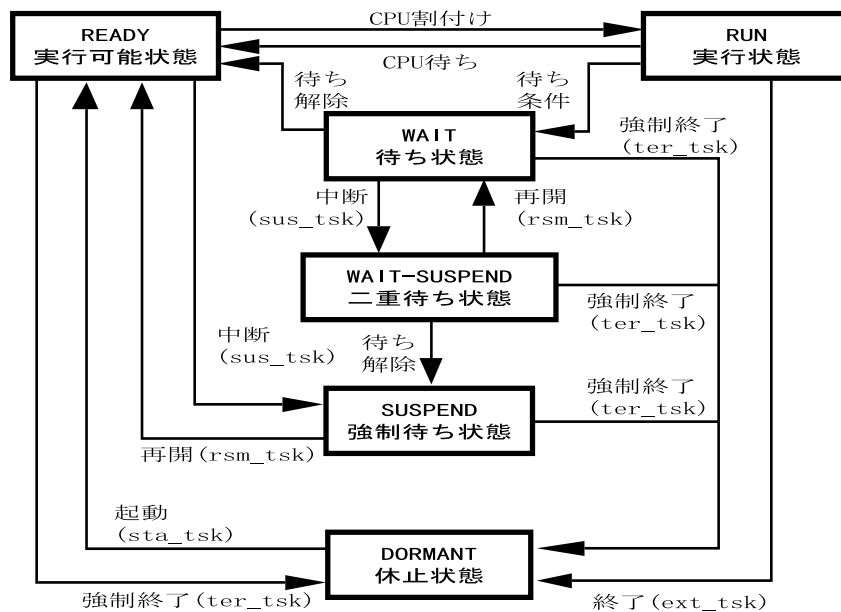 CPU割付け
READY
実行可能状態
RUN
実行状態
CPU待ち
待ち
解除
待ち
条件
WAIT
待ち状態
強制終了
(ter_tsk)
中断
(sus_tsk)
再開
(rsm_tsk)
WAIT-SUSPEND
二重待ち状態
強制終了
(ter_tsk)
中断
(sus_tsk)
待ち
解除
SUSPEND
強制待ち状態
強制終了
(ter_tsk)
再開(rsm_tsk)
起動
(sta_tsk)
DORMANT
休止状態
強制終了(ter_tsk)
終了(ext_tsk)